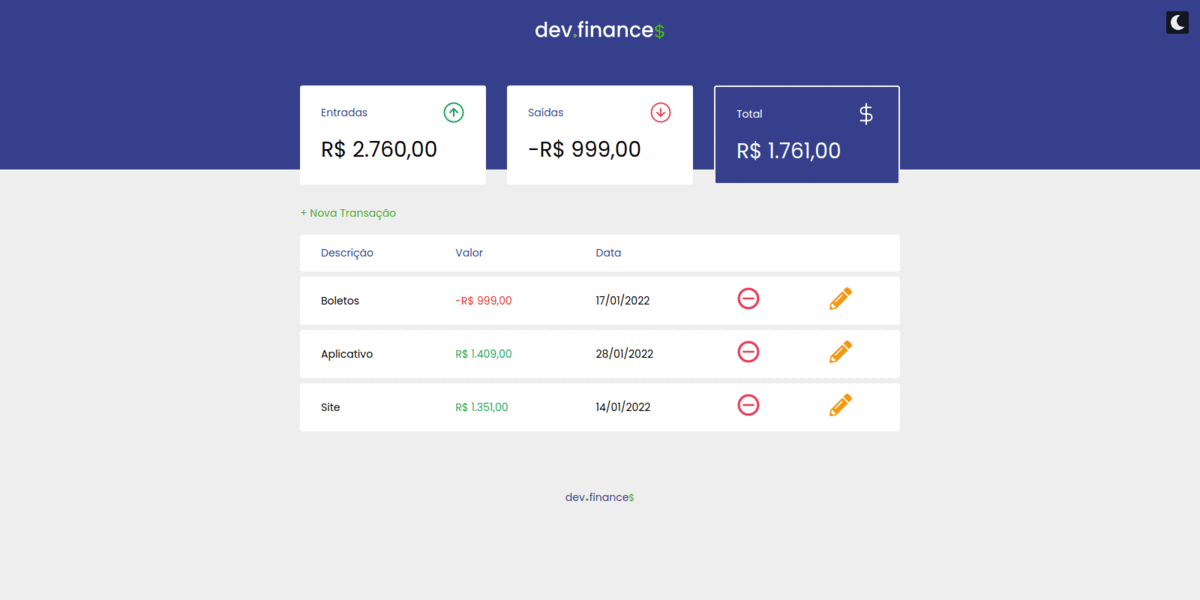 dev.finance$
Entradas
R$ 2.760,00
Saídas
-R$ 999,00
Total
R$ 1.761,00
+ Nova Transação
Descrição Valor Data
Boletos -R$ 999,00 17/01/2022
Aplicativo R$ 1.409,00 28/01/2022
Site R$ 1.351,00 14/01/2022
dev.finance$